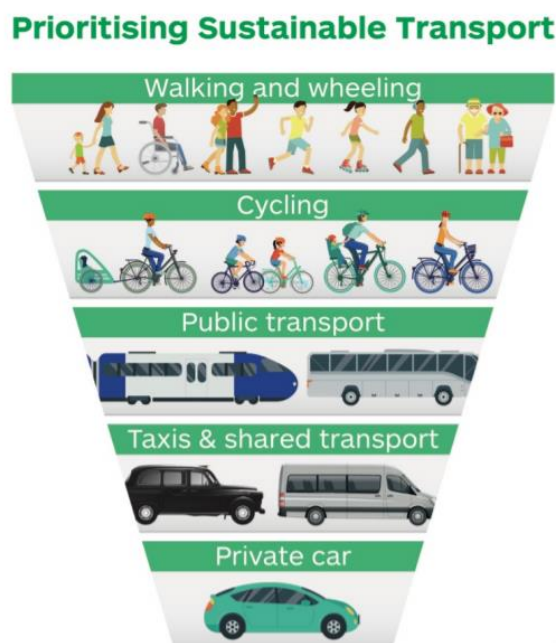 Prioritising Sustainable Transport
Walking and wheeling
Cycling
Public transport
Taxis & shared transport
Private car